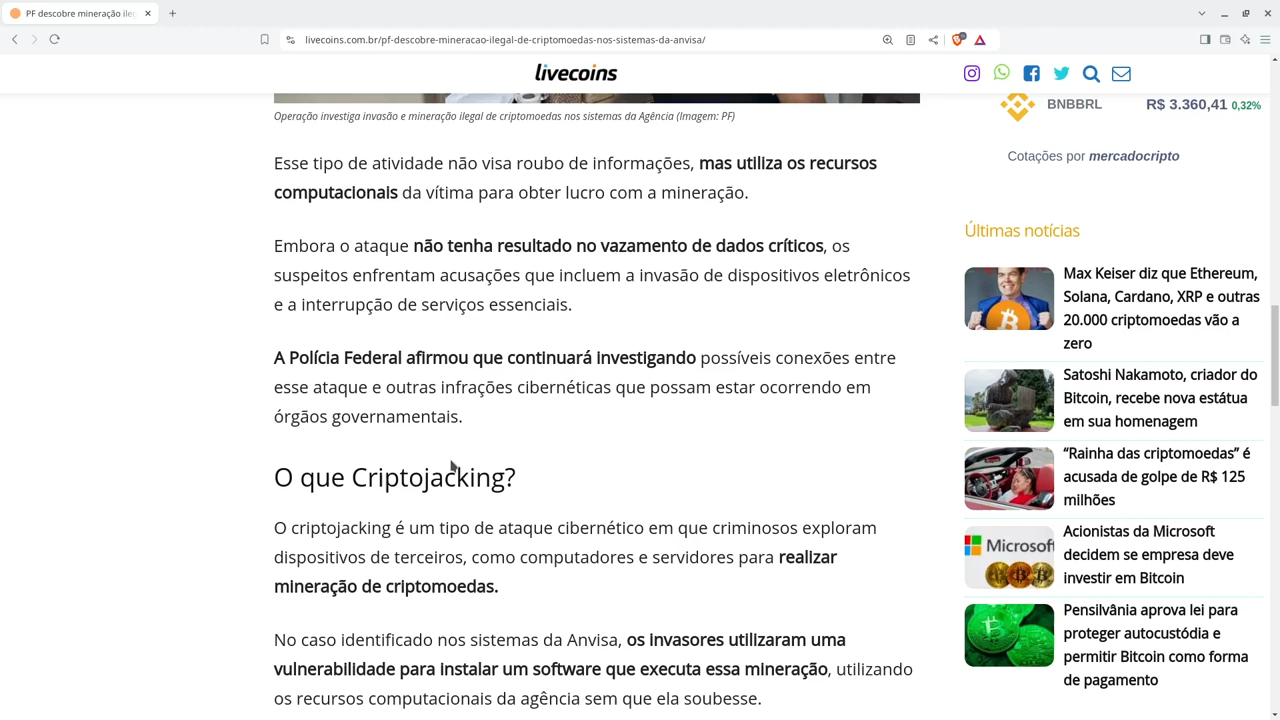 PF descobre mineração ileg
livecoins.com.br/pf-descobre-mineracao-ilegal-de-criptomoedas-nos-sistemas-da-anvisa/
livecoins
Operação investiga invasão e mineração ilegal de criptomoedas nos sistemas da Agência (Imagem: PF)
Esse tipo de atividade não visa roubo de informações, mas utiliza os recursos
computacionais da vítima para obter lucro com a mineração.
Embora o ataque não tenha resultado no vazamento de dados críticos, os
suspeitos enfrentam acusações que incluem a invasão de dispositivos eletrônicos
e a interrupção de serviços essenciais.
A Polícia Federal afirmou que continuará investigando possíveis conexões entre
esse ataque e outras infrações cibernéticas que possam estar ocorrendo em
órgãos governamentais.
O que Criptojacking?
O criptojacking é um tipo de ataque cibernético em que criminosos exploram
dispositivos de terceiros, como computadores e servidores para realizar
mineração de criptomoedas.
No caso identificado nos sistemas da Anvisa, os invasores utilizaram uma
vulnerabilidade para instalar um software que executa essa mineração, utilizando
os recursos computacionais da agência sem que ela soubesse.
BNBBRL R$ 3.360,41 0,32%
Cotações por mercadocripto
Últimas notícias
Max Keiser diz que Ethereum,
Solana, Cardano, XRP e outras
20.000 criptomoedas vão a
zero
Satoshi Nakamoto, criador do
Bitcoin, recebe nova estátua
em sua homenagem
“Rainha das criptomoedas” é
acusada de golpe de R$ 125
milhões
Microsoft
Acionistas da Microsoft
decidem se empresa deve
investir em Bitcoin
Pensilvânia aprova lei para
proteger autocustódia e
permitir Bitcoin como forma
de pagamento